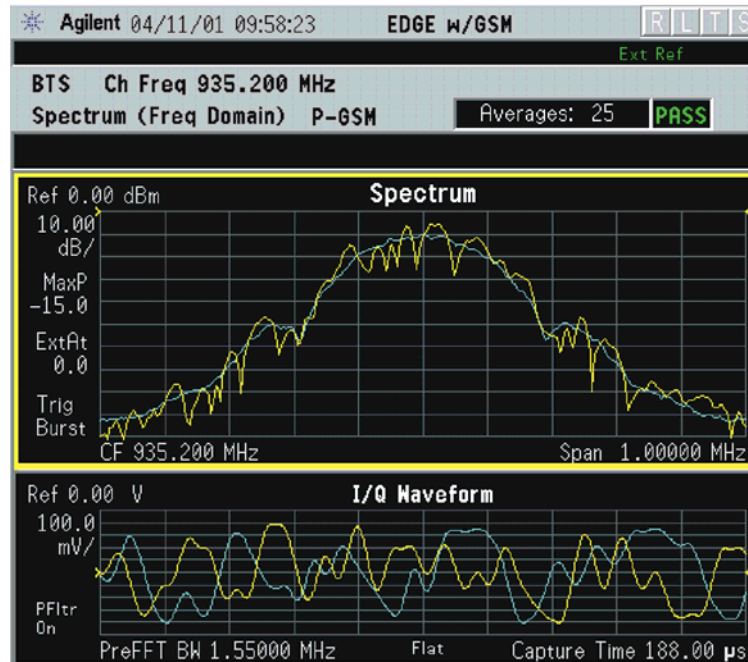 Agilent 04/11/01 09:58:23 EDGE w/GSM R L T S
Ext Ref
BTS Ch Freq 935.200 MHz
Spectrum (Freq Domain) P-GSM Averages: 25 PASS
Ref 0.00 dBm Spectrum
10.00
dB/
MaxP
-15.0
ExtAt
0.0
Trig
Burst
CF 935.200 MHz Span 1.00000 MHz
Ref 0.00 V I/Q Waveform
100.0
mV/
PFltr
On
PreFFT BW 1.55000 MHz Flat Capture Time 188.00 µs